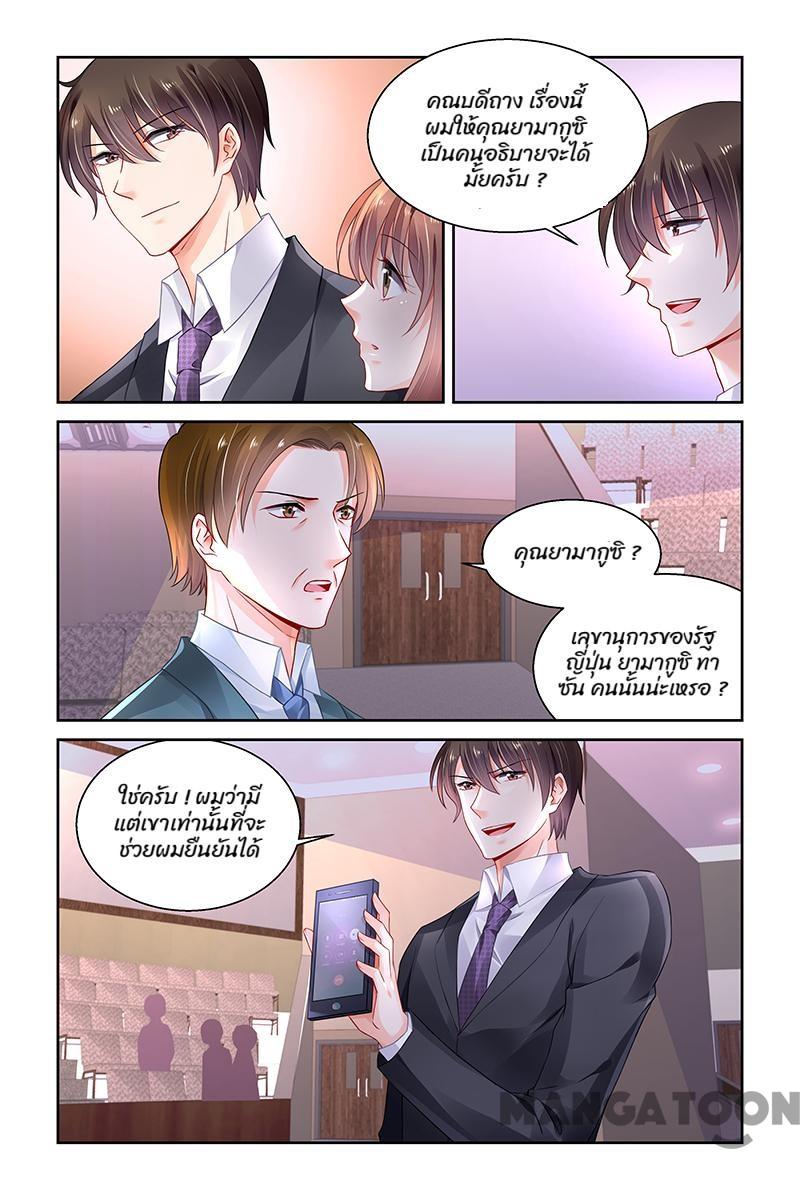 คณบดีถาง เรื่องนี้
ผมให้คุณยามากูซิ
เป็นคนอธิบายจะได้
มั้ยครับ ?
คุณยามากูซิ ?
เลขานุการของรัฐ
ญี่ปุ่น ยามากูซิ ทา
ซัน คนนั้นน่ะเหรอ ?
ใช่ครับ ! ผมว่ามี
แต่เขาเท่านั้นที่จะ
ช่วยผมยืนยันได้
MANGATOON